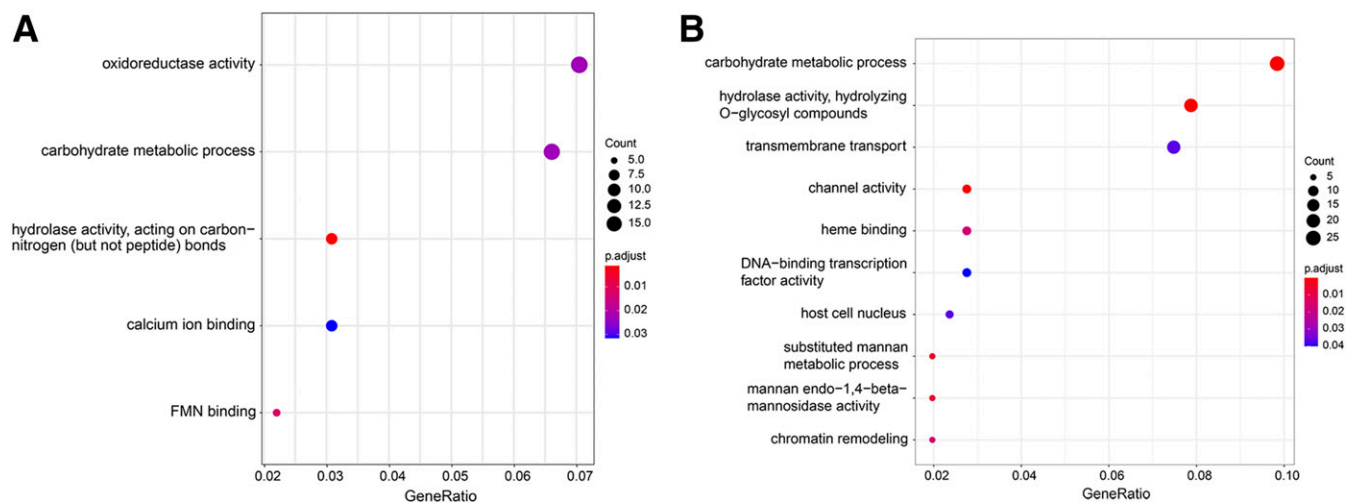 A
oxidoreductase activity
carbohydrate metabolic process
hydrolase activity, acting on carbon−
nitrogen (but not peptide) bonds
calcium ion binding
FMN binding
0.02 0.03 0.04 0.05 0.06 0.07
GeneRatio
Count
5.0
7.5
10.0
12.5
15.0
p.adjust
0.01
0.02
0.03
B
carbohydrate metabolic process
hydrolase activity, hydrolyzing
O−glycosyl compounds
transmembrane transport
channel activity
heme binding
DNA−binding transcription
factor activity
host cell nucleus
substituted mannan
metabolic process
mannan endo−1,4−beta−
mannosidase activity
chromatin remodeling
0.02 0.04 0.06 0.08 0.10
GeneRatio
Count
5
10
15
20
25
p.adjust
0.01
0.02
0.03
0.04